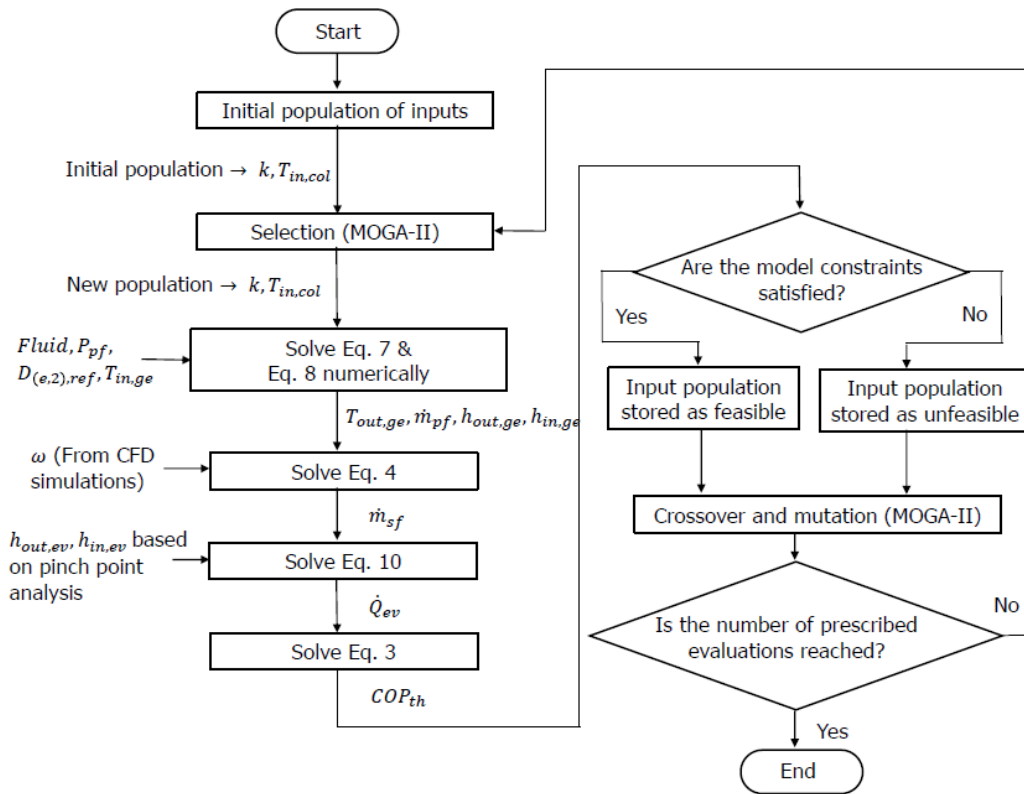 Start
Initial population of inputs
Initial population → k, T_{in,col}
Selection (MOGA-II)
New population → k, T_{in,col}
Fluid, P_{pf},
D_{(e,2),ref}, T_{in,ge}
Solve Eq. 7 &
Eq. 8 numerically
T_{out,ge}, ṁ_{pf}, h_{out,ge}, h_{in,ge}
ω (From CFD
simulations)
Solve Eq. 4
ṁ_{sf}
h_{out,ev}, h_{in,ev} based
on pinch point
analysis
Solve Eq. 10
Q̇_{ev}
Solve Eq. 3
COP_{th}
Are the model constraints
satisfied?
Yes
No
Input population
stored as feasible
Input population
stored as unfeasible
Crossover and mutation (MOGA-II)
Is the number of prescribed
evaluations reached?
No
Yes
End